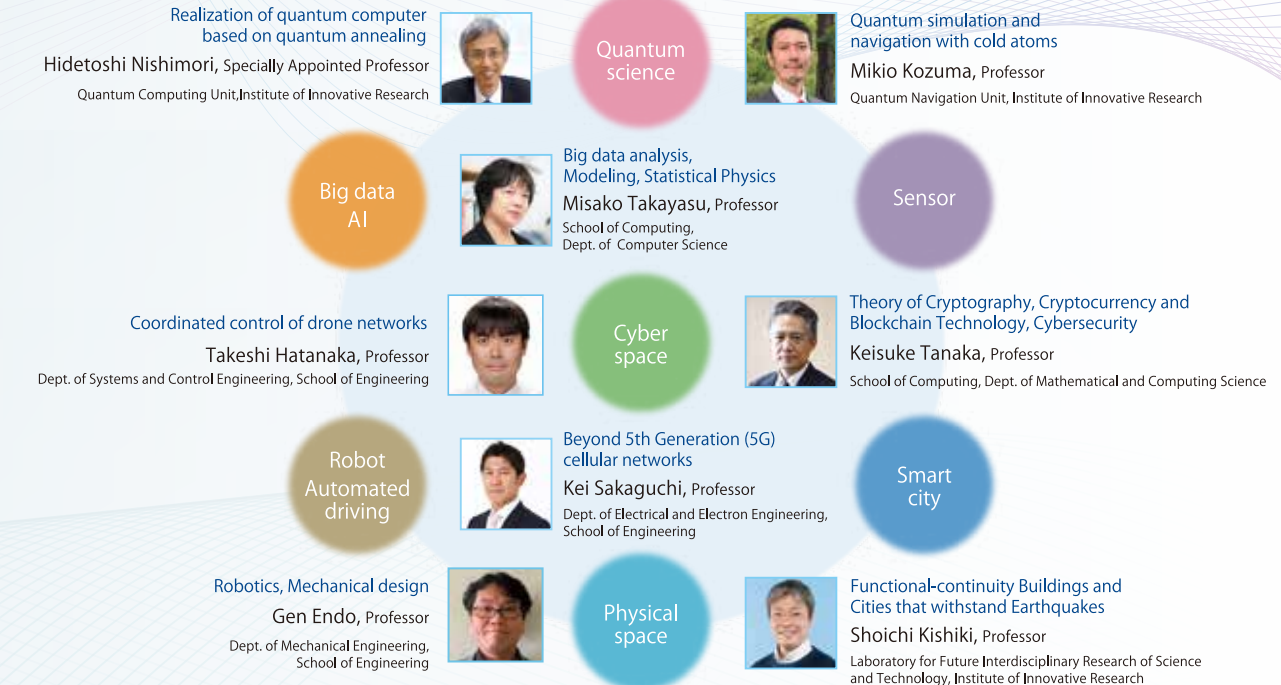 Realization of quantum computer
based on quantum annealing
Hidetoshi Nishimori, Specially Appointed Professor
Quantum Computing Unit,Institute of Innovative Research
Quantum
science
Quantum simulation and
navigation with cold atoms
Mikio Kozuma, Professor
Quantum Navigation Unit, Institute of Innovative Research
Big data
AI
Big data analysis,
Modeling, Statistical Physics
Misako Takayasu, Professor
School of Computing,
Dept. of Computer Science
Sensor
Coordinated control of drone networks
Takeshi Hatanaka, Professor
Dept. of Systems and Control Engineering, School of Engineering
Cyber
space
Theory of Cryptography, Cryptocurrency and
Blockchain Technology, Cybersecurity
Keisuke Tanaka, Professor
School of Computing, Dept. of Mathematical and Computing Science
Robot
Automated
driving
Beyond 5th Generation (5G)
cellular networks
Kei Sakaguchi, Professor
Dept. of Electrical and Electron Engineering,
School of Engineering
Smart
city
Robotics, Mechanical design
Gen Endo, Professor
Dept. of Mechanical Engineering,
School of Engineering
Physical
space
Functional-continuity Buildings and
Cities that withstand Earthquakes
Shoichi Kishiki, Professor
Laboratory for Future Interdisciplinary Research of Science
and Technology, Institute of Innovative Research